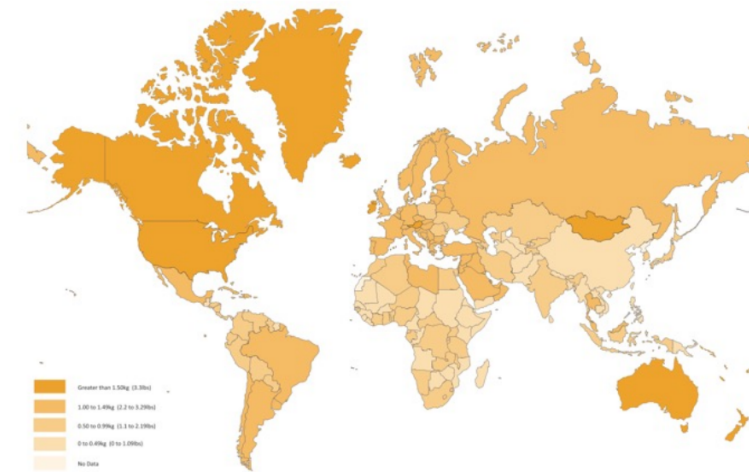 Greater than 1.50kg (3.3lbs)
1.00 to 1.49kg (2.2 to 3.29lbs)
0.50 to 0.99kg (1.1 to 2.19lbs)
0 to 0.49kg (0 to 1.09lbs)
No Data